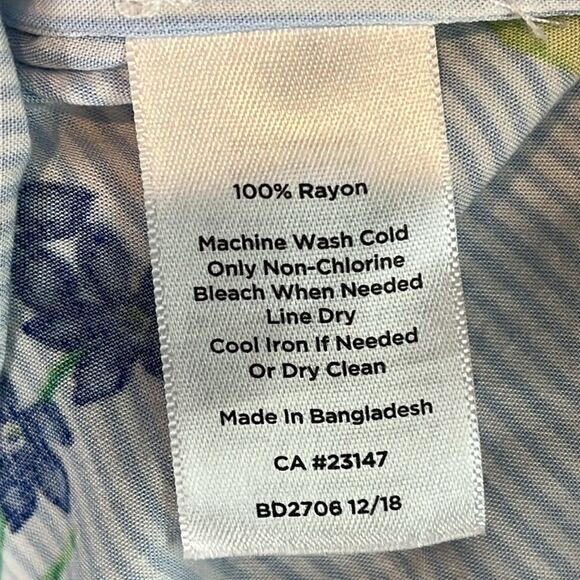 100% Rayon
Machine Wash Cold
Only Non-Chlorine
Bleach When Needed
Line Dry
Cool Iron If Needed
Or Dry Clean
Made In Bangladesh
CA #23147
BD2706 12/18